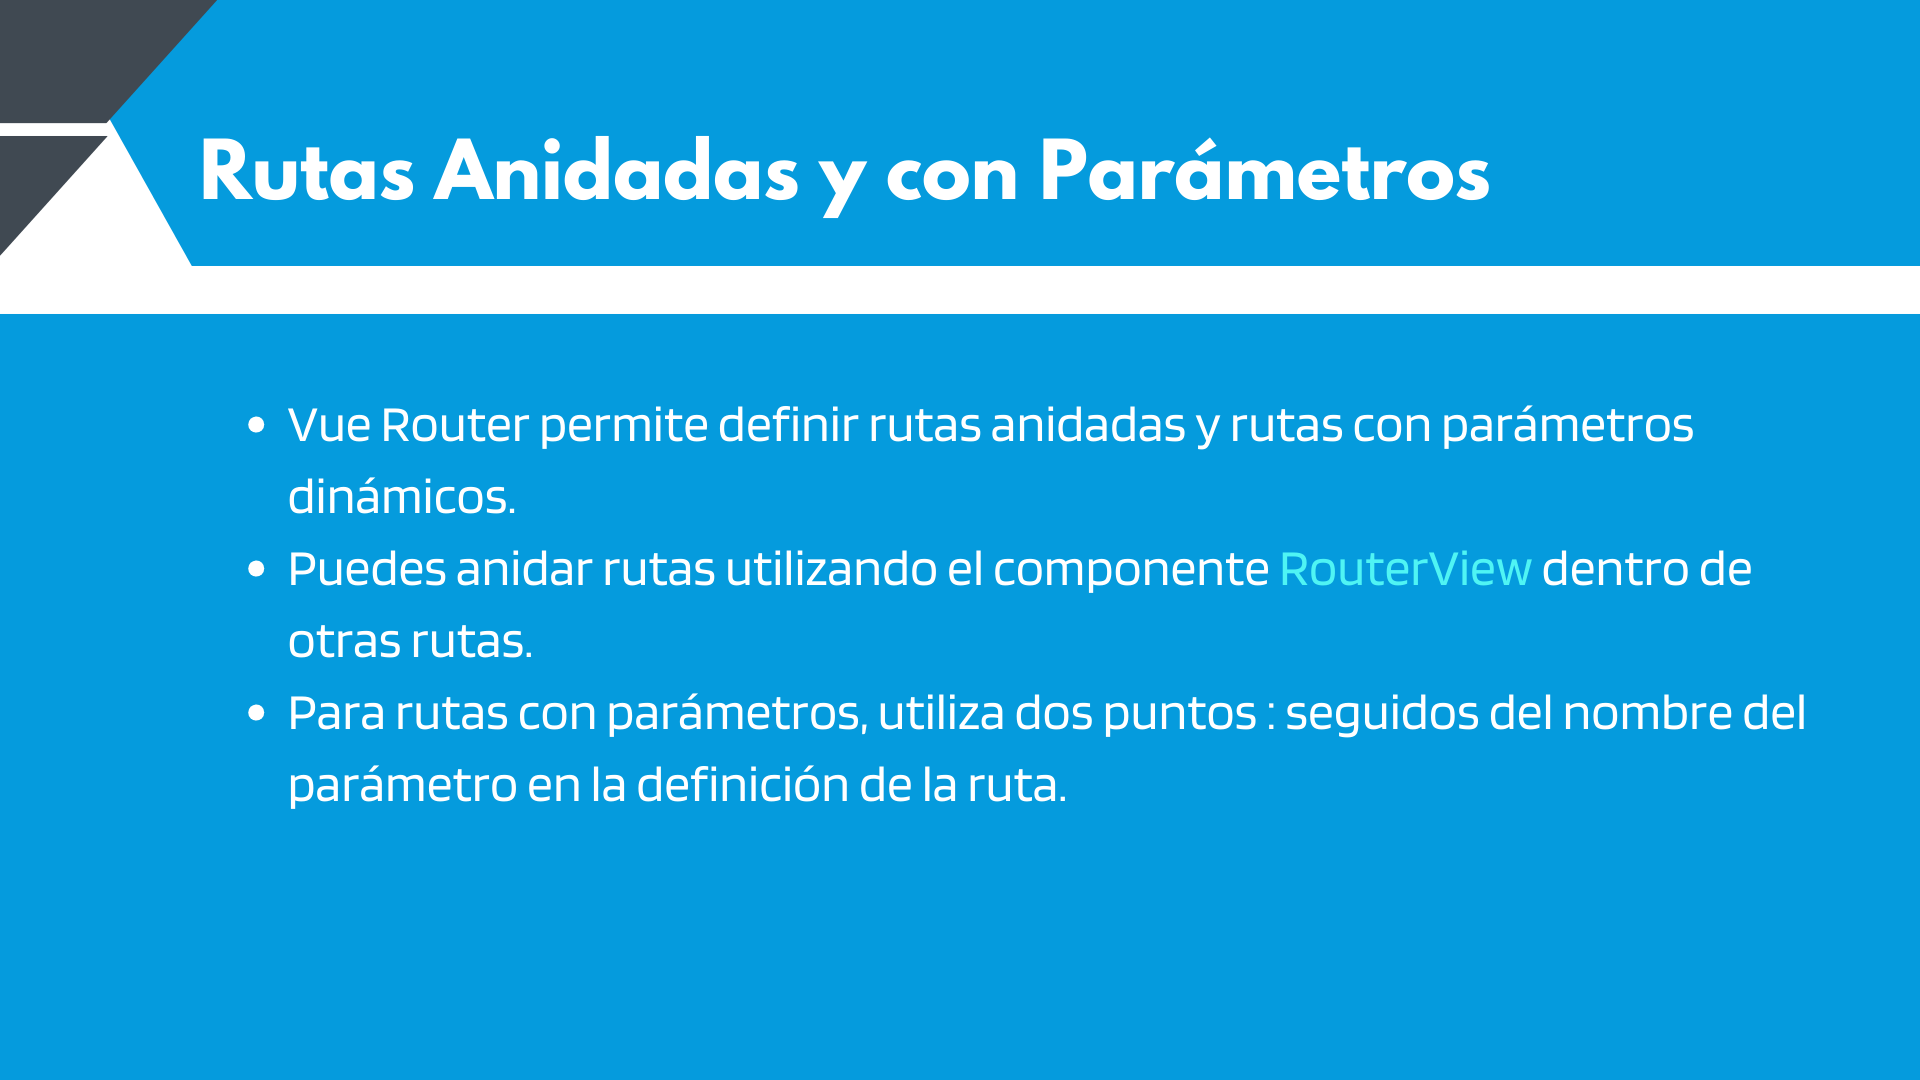 Rutas Anidadas y con Parámetros
• Vue Router permite definir rutas anidadas y rutas con parámetros
dinámicos.
• Puedes anidar rutas utilizando el componente RouterView dentro de
otras rutas.
• Para rutas con parámetros, utiliza dos puntos : seguidos del nombre del
parámetro en la definición de la ruta.